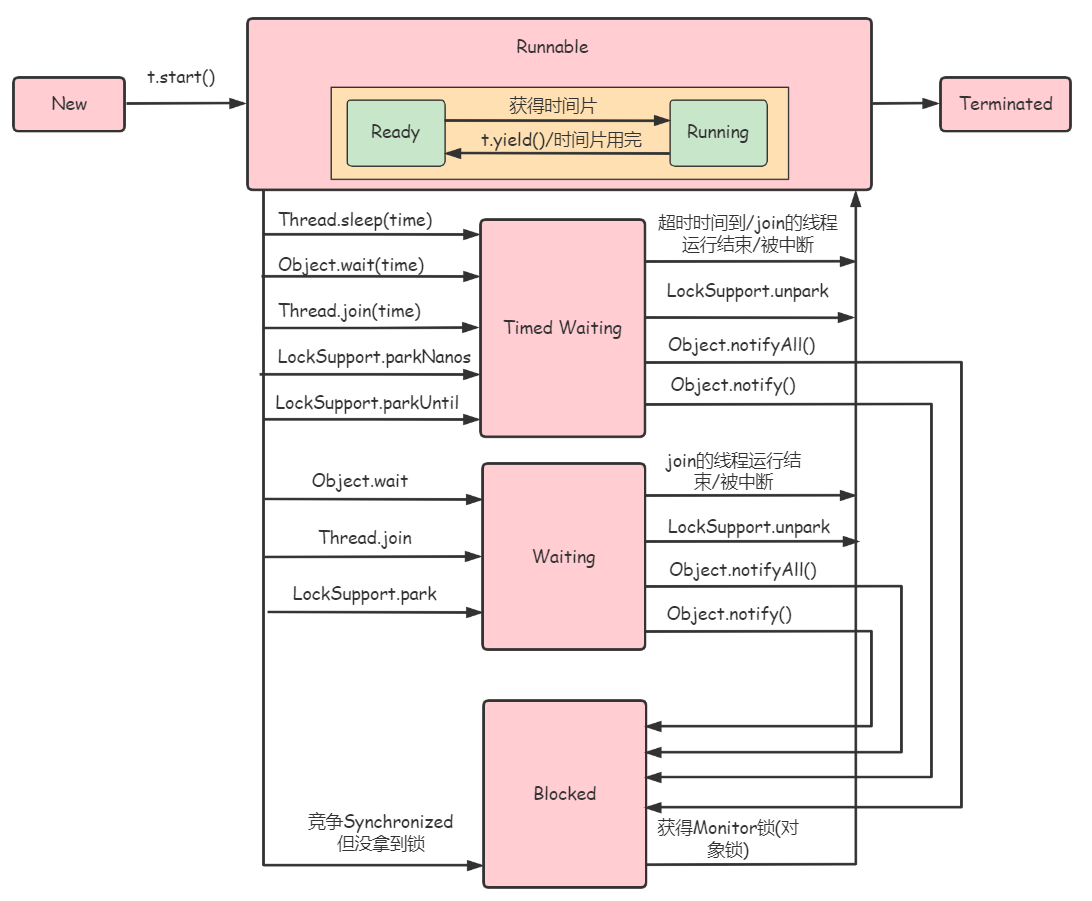 Runnable
t.start()
New
获得时间片
Ready
Running
t.yield()/时间片用完
Terminated
Thread.sleep(time)
Object.wait(time)
Thread.join(time)
LockSupport.parkNanos
LockSupport.parkUntil
Timed Waiting
超时时间到/join的线程
运行结束/被中断
LockSupport.unpark
Object.notifyAll()
Object.notify()
Object.wait
Thread.join
LockSupport.park
Waiting
join的线程运行结
束/被中断
LockSupport.unpark
Object.notifyAll()
Object.notify()
竞争Synchronized
但没拿到锁
Blocked
获得Monitor锁(对
象锁)